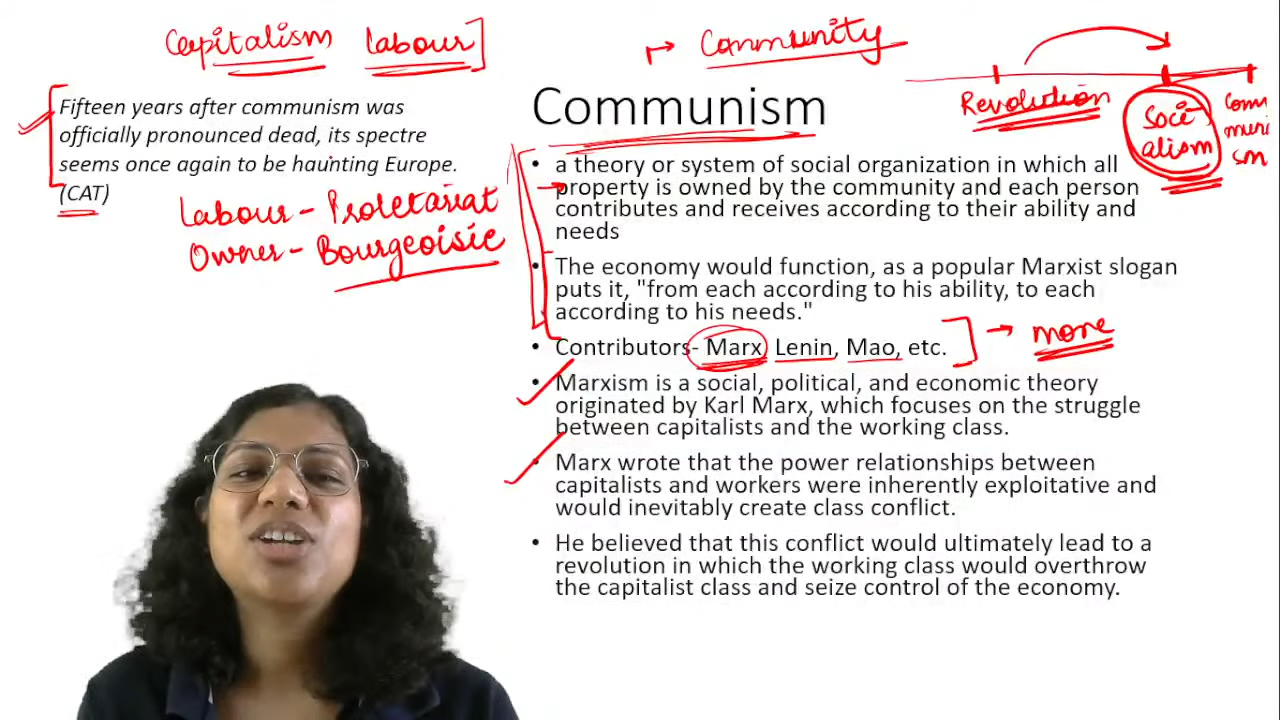 Capitalism labour]
→ Community
Fifteen years after communism was
officially pronounced dead, its spectre
seems once again to be haunting Europe.
(CAT)
Labour - Proletariat
Owner - Bourgeoisie
Communism
Revolution
Soci-
alism
Comm
muni
sm
• a theory or system of social organization in which all
property is owned by the community and each person
contributes and receives according to their ability and
needs
• The economy would function, as a popular Marxist slogan
puts it, "from each according to his ability, to each
according to his needs."
• Contributors- Marx, Lenin, Mao, etc. ] → more
• Marxism is a social, political, and economic theory
originated by Karl Marx, which focuses on the struggle
between capitalists and the working class.
• Marx wrote that the power relationships between
capitalists and workers were inherently exploitative and
would inevitably create class conflict.
• He believed that this conflict would ultimately lead to a
revolution in which the working class would overthrow
the capitalist class and seize control of the economy.